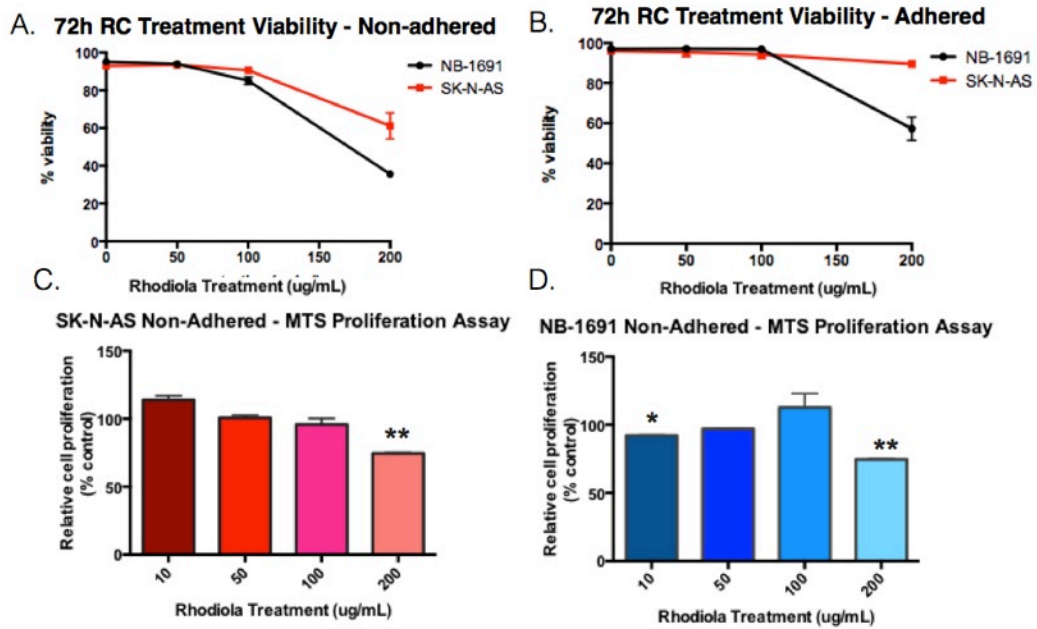 A. 72h RC Treatment Viability - Non-adhered
100
80
60
40
20
0
% viability
0 50 100 150 200
Rhodiola Treatment (ug/mL)
NB-1691
SK-N-AS
B. 72h RC Treatment Viability - Adhered
100
80
60
40
20
0
% viability
0 50 100 150 200
Rhodiola Treatment (ug/mL)
NB-1691
SK-N-AS
C.
SK-N-AS Non-Adhered - MTS Proliferation Assay
150
100
50
0
Relative cell proliferation
(% control)
**
10 50 100 200
Rhodiola Treatment (ug/mL)
D.
NB-1691 Non-Adhered - MTS Proliferation Assay
150
100
50
0
Relative cell proliferation
(% control)
*
**
10 50 100 200
Rhodiola Treatment (ug/mL)